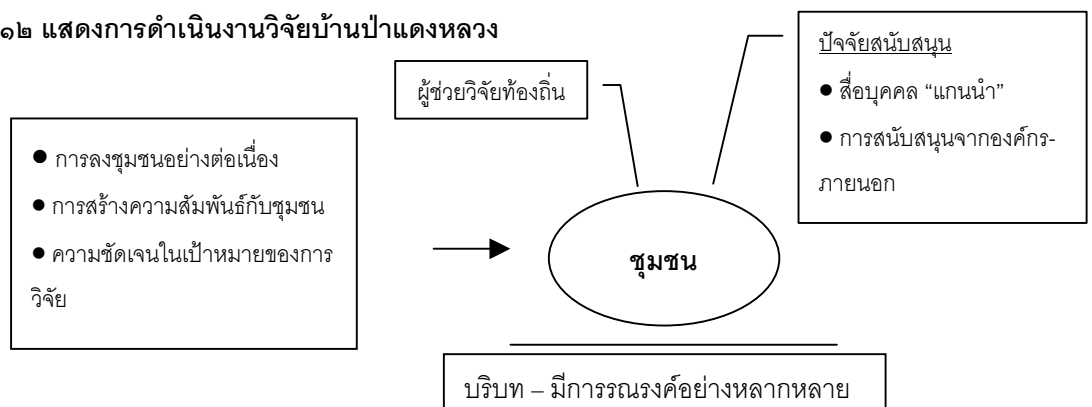 ๑๒ แสดงการดำเนินงานวิจัยบ้านป่าแดงหลวง
ผู้ช่วยวิจัยท้องถิ่น
ปัจจัยสนับสนุน
● สื่อบุคคล “แกนนำ”
● การสนับสนุนจากองค์กร-
ภายนอก
● การลงชุมชนอย่างต่อเนื่อง
● การสร้างความสัมพันธ์กับชุมชน
● ความชัดเจนในเป้าหมายของการ
วิจัย
ชุมชน
บริบท – มีการรณรงค์อย่างหลากหลาย